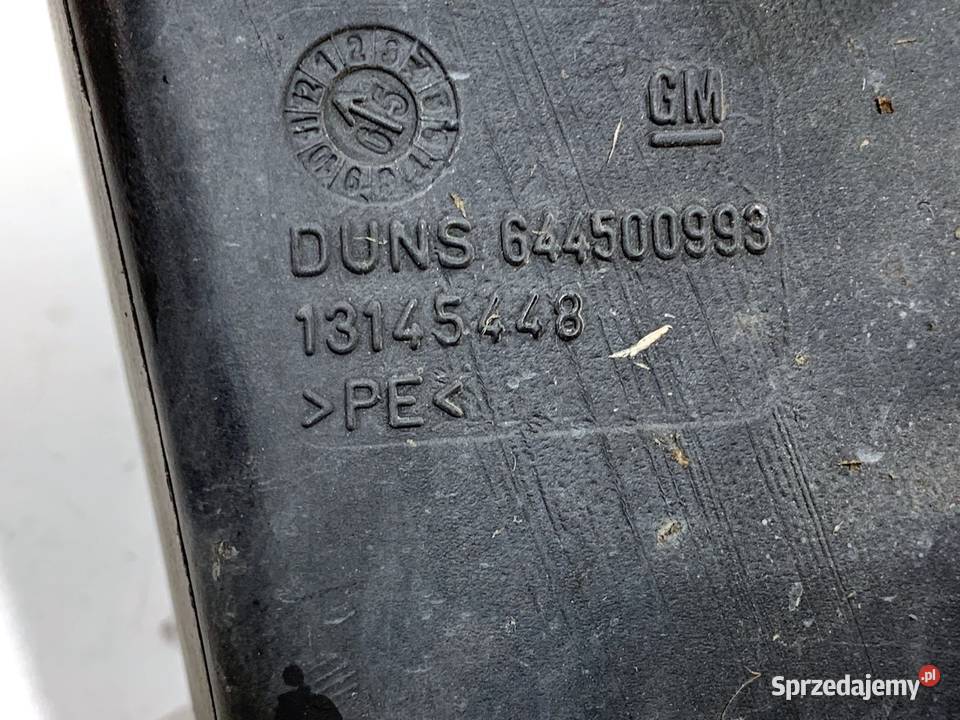 GM
DUNS 644500993
13145448
>PE<
Sprzedajemy.pl